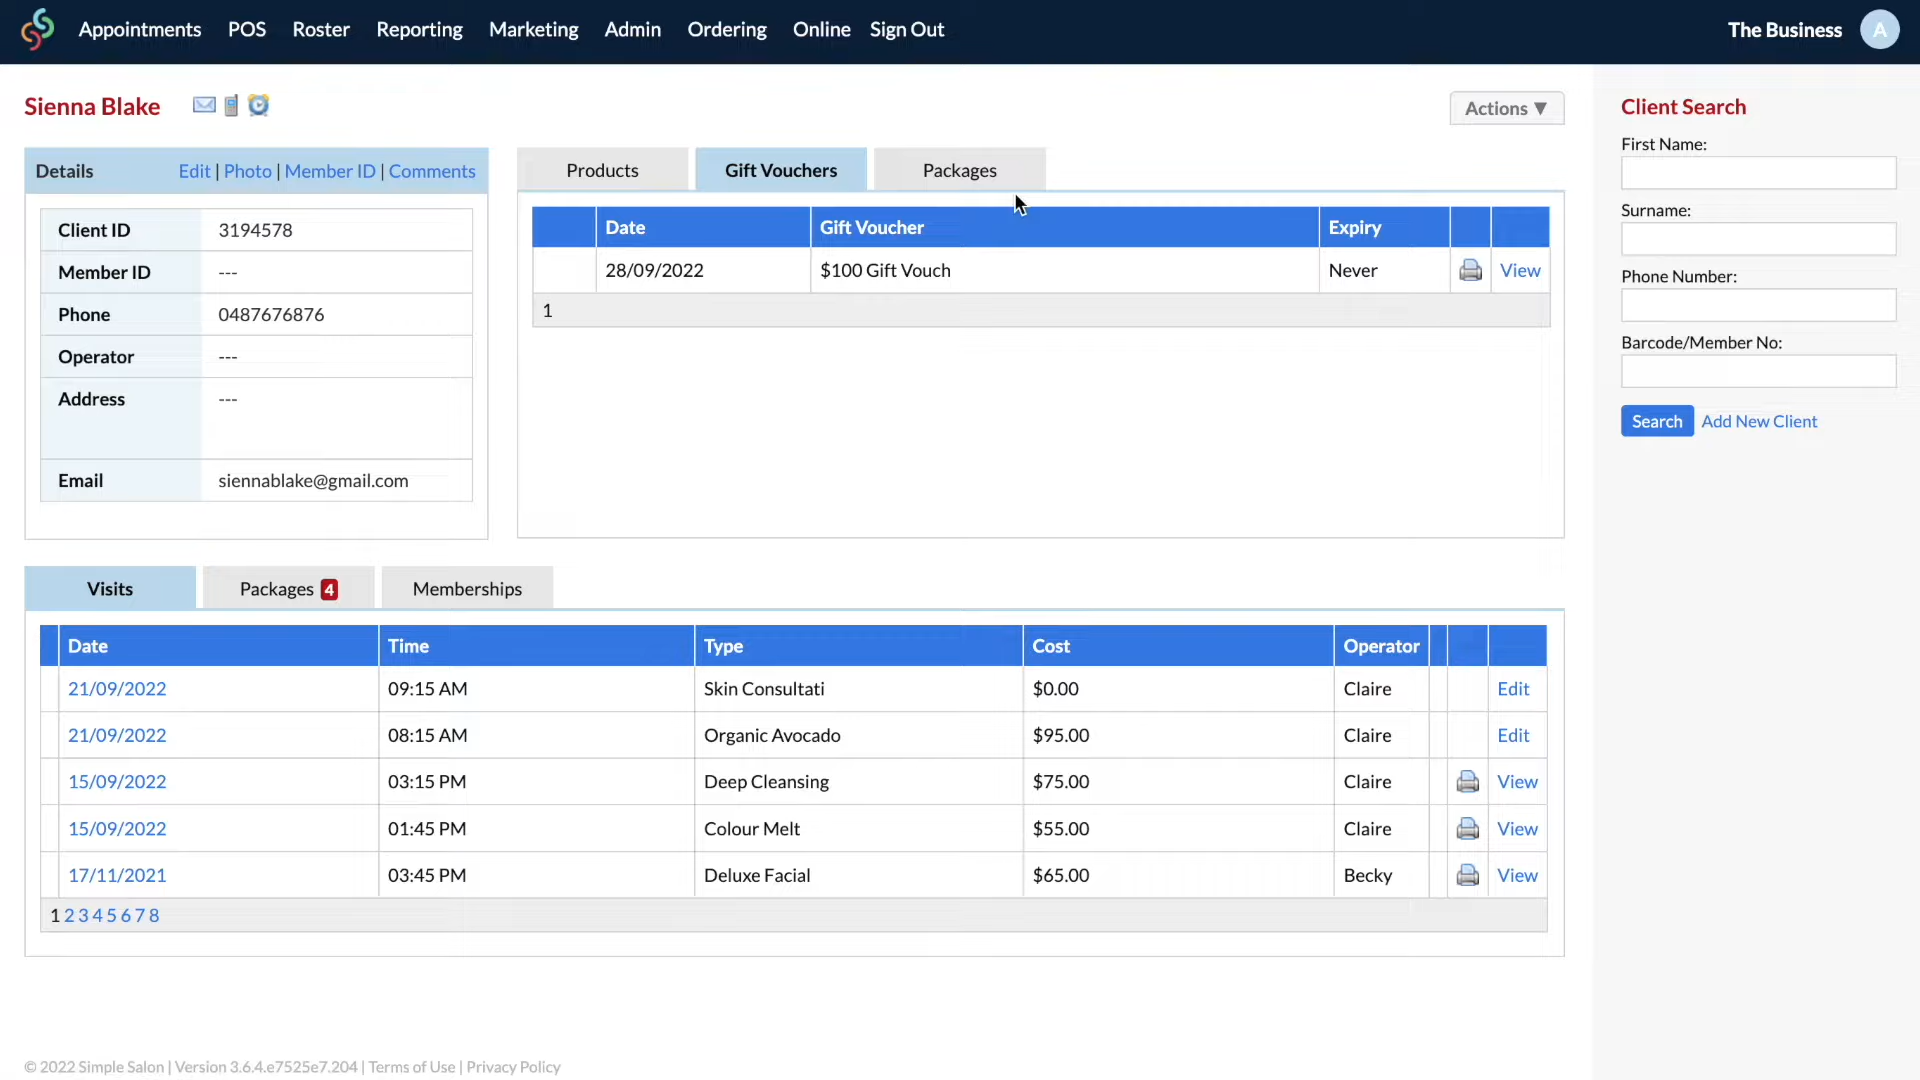 Appointments POS Roster Reporting Marketing Admin Ordering Online Sign Out The Business A
Sienna Blake
Actions ▼
Details Edit | Photo | Member ID | Comments
Client ID 3194578
Member ID ---
Phone 0487676876
Operator ---
Address ---
Email siennablake@gmail.com
Products Gift Vouchers Packages
Date Gift Voucher Expiry
28/09/2022 $100 Gift Vouch Never View
1
Client Search
First Name:
Surname:
Phone Number:
Barcode/Member No:
Search Add New Client
Visits Packages 4 Memberships
Date Time Type Cost Operator
21/09/2022 09:15 AM Skin Consultati $0.00 Claire Edit
21/09/2022 08:15 AM Organic Avocado $95.00 Claire Edit
15/09/2022 03:15 PM Deep Cleansing $75.00 Claire View
15/09/2022 01:45 PM Colour Melt $55.00 Claire View
17/11/2021 03:45 PM Deluxe Facial $65.00 Becky View
1 2 3 4 5 6 7 8
© 2022 Simple Salon | Version 3.6.4.e7525e7.204 | Terms of Use | Privacy Policy